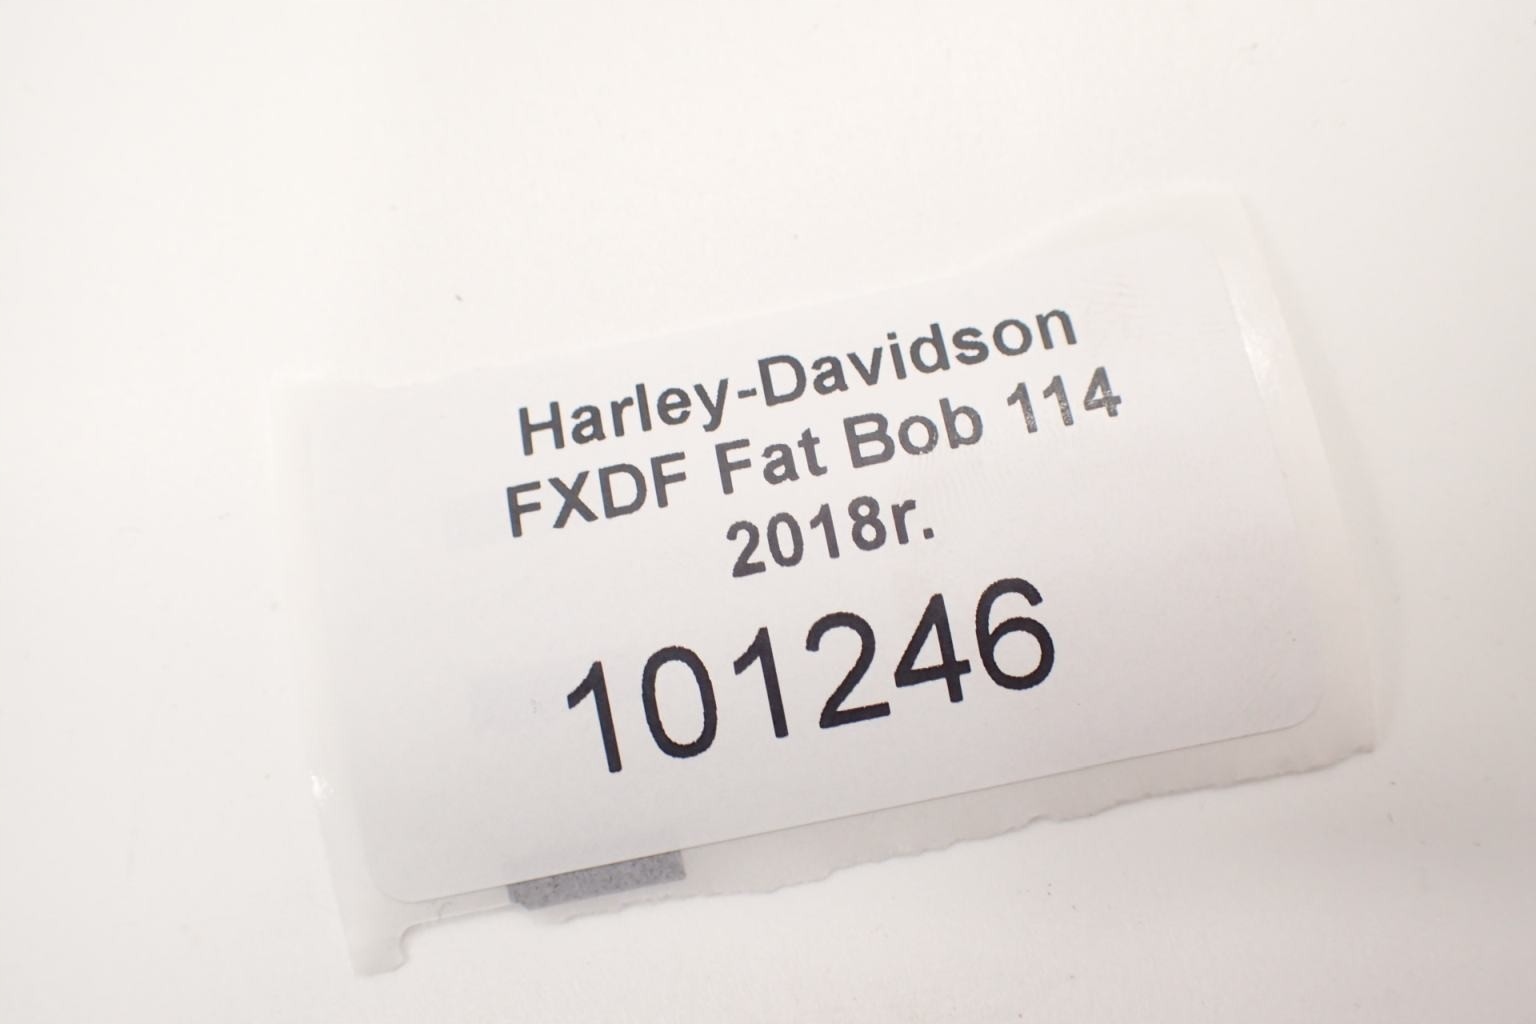 Harley-Davidson
FXDF Fat Bob 114
2018r.
101246